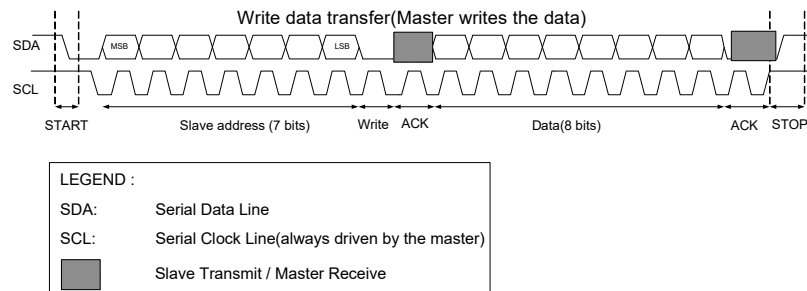 Write data transfer(Master writes the data)
SDA
MSB
LSB
SCL
START
Slave address (7 bits)
Write
ACK
Data(8 bits)
ACK
STOP
LEGEND :
SDA: Serial Data Line
SCL: Serial Clock Line(always driven by the master)
Slave Transmit / Master Receive